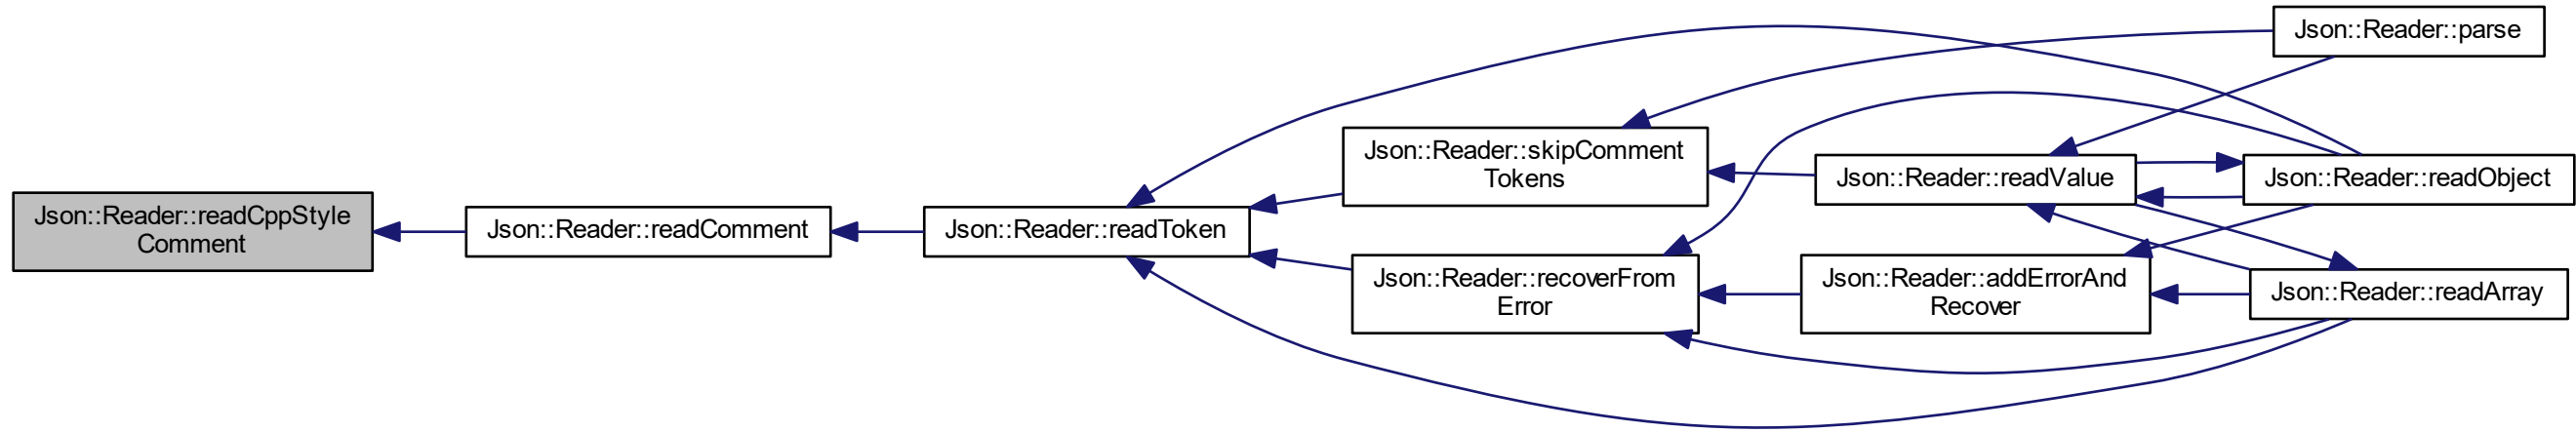 Json::Reader::readCppStyle
Comment
Json::Reader::readComment
Json::Reader::readToken
Json::Reader::skipComment
Tokens
Json::Reader::recoverFrom
Error
Json::Reader::readValue
Json::Reader::addErrorAnd
Recover
Json::Reader::parse
Json::Reader::readObject
Json::Reader::readArray